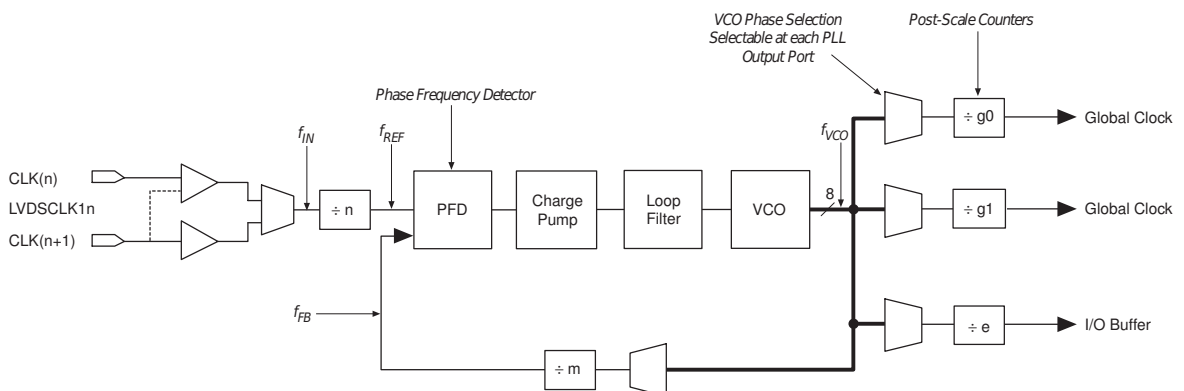 VCO Phase Selection
Selectable at each PLL
Output Port
Post-Scale Counters
Phase Frequency Detector
÷ g0
Global Clock
fIN
fREF
fVCO
CLK(n)
LVDSCLK1n
CLK(n+1)
÷ n
PFD
Charge
Pump
Loop
Filter
VCO
8
÷ g1
Global Clock
fFB
÷ e
I/O Buffer
÷ m